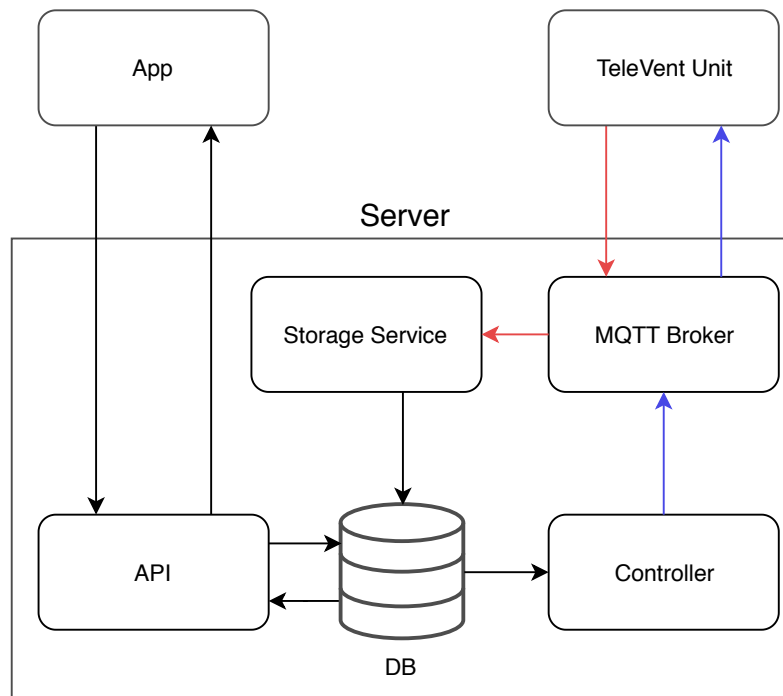 App
TeleVent Unit
Server
Storage Service
MQTT Broker
API
Controller
DB